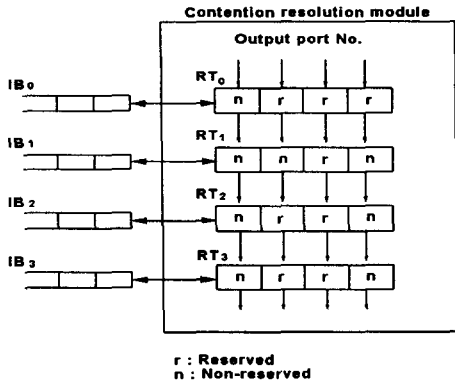 Contention resolution module
Output port No.
IB0
RT0
n r r r
IB1
RT1
n n r n
IB2
RT2
n r r n
IB3
RT3
n r r n
r : Reserved
n : Non-reserved